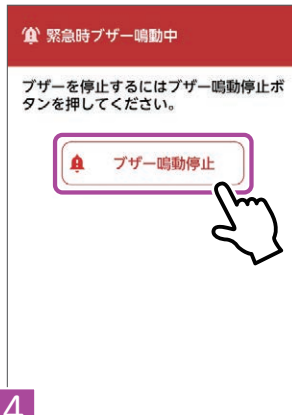 緊急時ブザー鳴動中
ブザーを停止するにはブザー鳴動停止ボ
タンを押してください。
ブザー鳴動停止
4